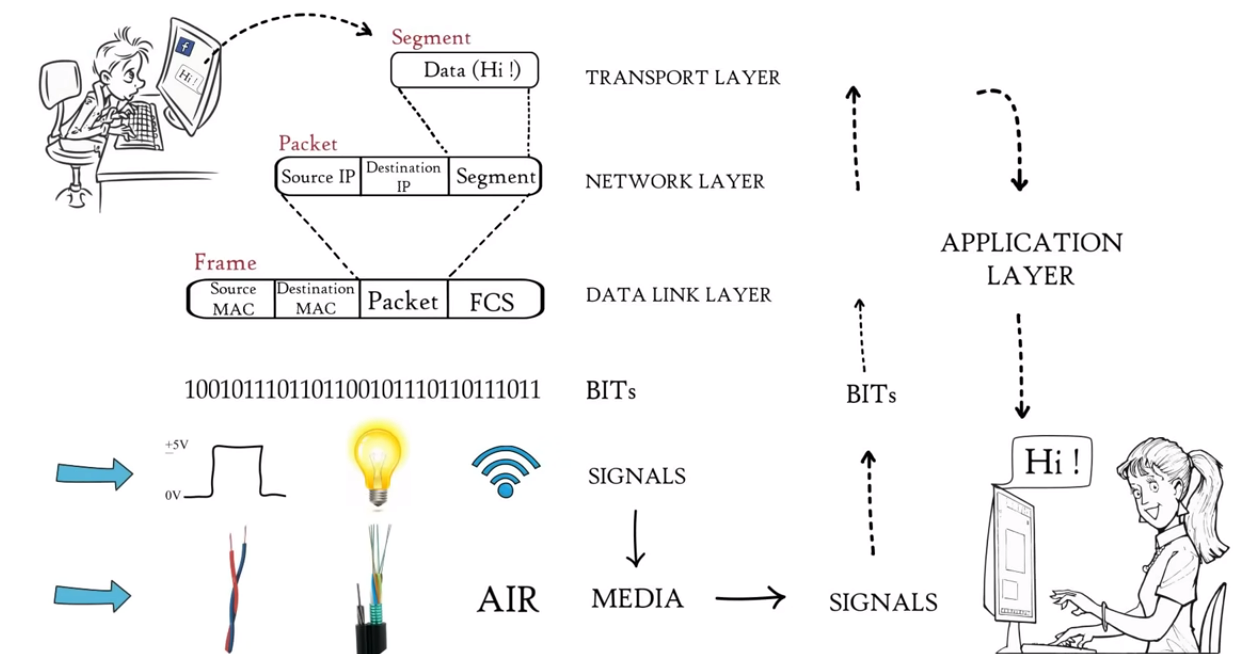 f
Hi !
Segment
Data (Hi !)
TRANSPORT LAYER
Packet
Source IP
Destination
IP
Segment
NETWORK LAYER
APPLICATION
LAYER
Frame
Source
MAC
Destination
MAC
Packet
FCS
DATA LINK LAYER
1001011101101100101110110111011
BITs
BITs
+5V
0V
SIGNALS
Hi !
AIR
MEDIA
SIGNALS